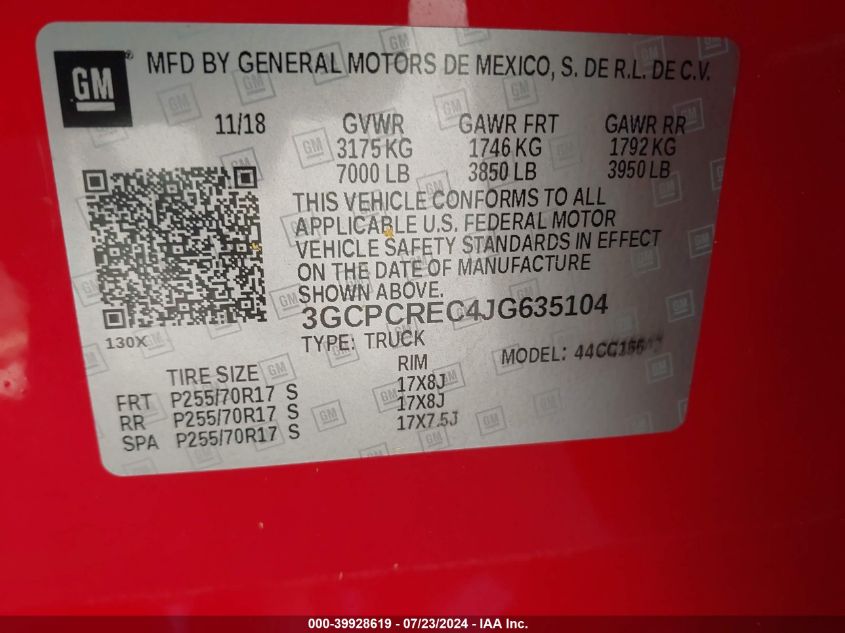 GM
MFD BY GENERAL MOTORS DE MEXICO, S. DE R.L. DE C.V.
11/18 GVWR GAWR FRT GAWR RR
3175 KG 1746 KG 1792 KG
7000 LB 3850 LB 3950 LB
THIS VEHICLE CONFORMS TO ALL
APPLICABLE U.S. FEDERAL MOTOR
VEHICLE SAFETY STANDARDS IN EFFECT
ON THE DATE OF MANUFACTURE
SHOWN ABOVE.
3GCPCREC4JG635104
130X
TYPE: TRUCK MODEL:
TIRE SIZE RIM
FRT P255/70R17 S 17X8J
RR P255/70R17 S 17X8J
SPA P255/70R17 S 17X7.5J
000-39928619 / 07/23/2024 - IAA Inc.